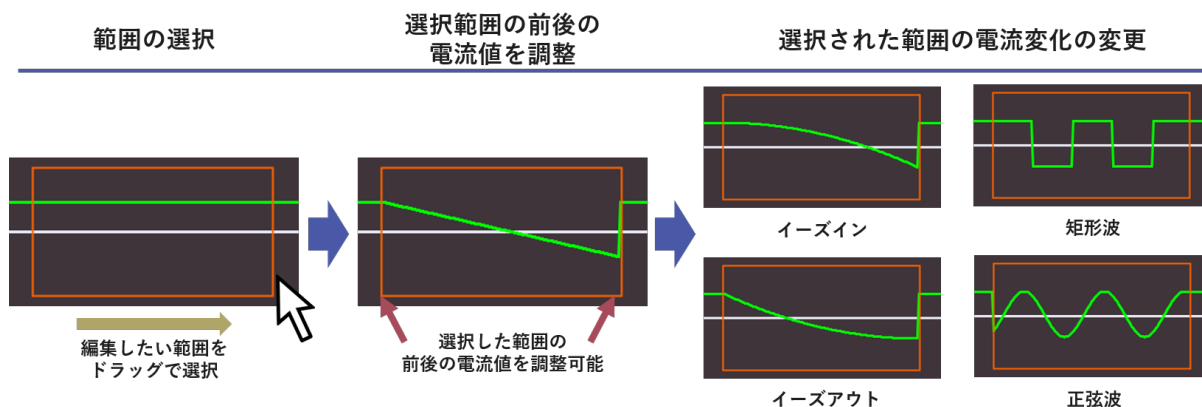 範囲の選択
選択範囲の前後の
電流値を調整
選択された範囲の電流変化の変更
編集したい範囲を
ドラッグで選択
選択した範囲の
前後の電流値を調整可能
イーズイン
矩形波
イーズアウト
正弦波